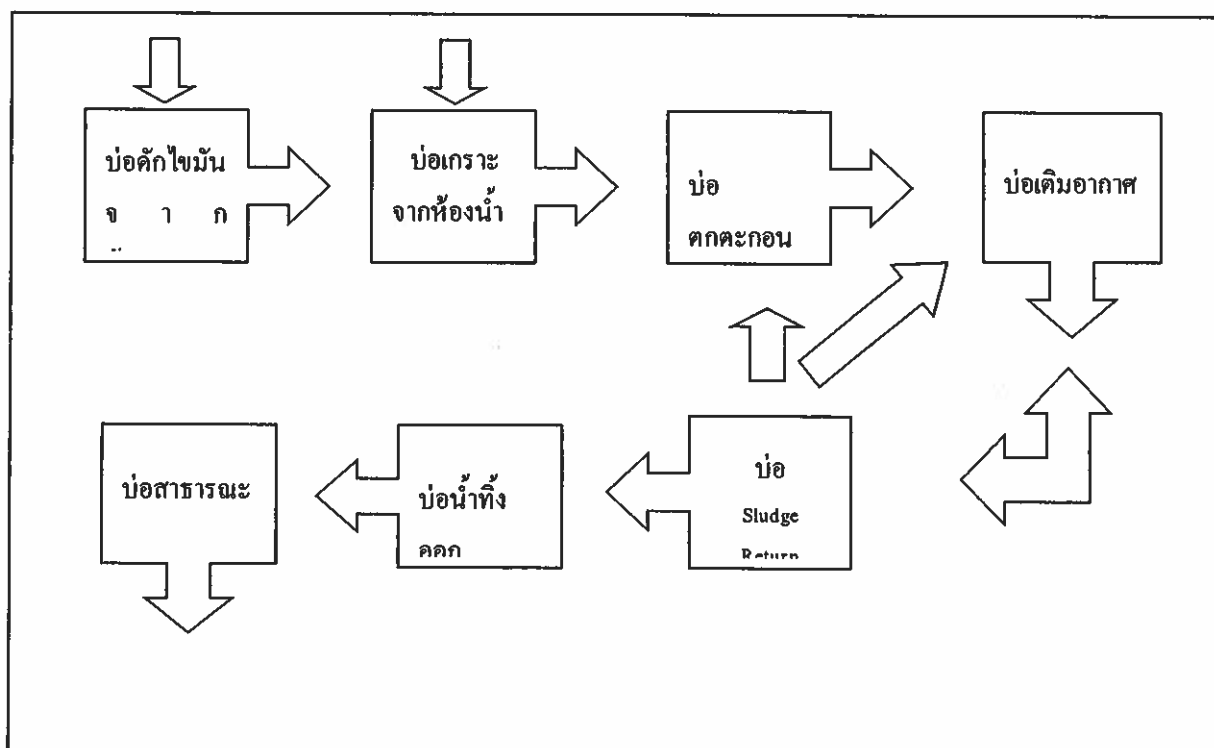 บ่อดักไขมัน
จ า ก
บ่อเกราะ
จากห้องน้ำ
บ่อ
ตกตะกอน
บ่อเติมอากาศ
บ่อสาธารณะ
บ่อน้ำทิ้ง
บ่อ
Sludge
Return